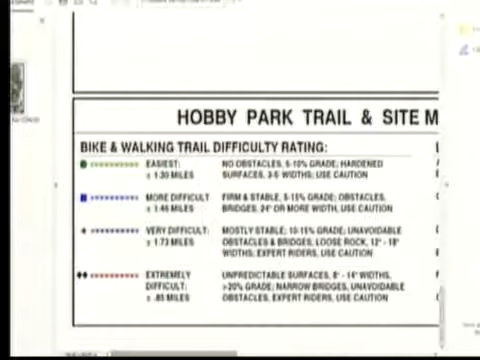 HOBBY PARK TRAIL & SITE M
BIKE & WALKING TRAIL DIFFICULTY RATING:
EASIEST: NO OBSTACLES, 5-10% GRADE; HARDENED
± 1.30 MILES SURFACES, 3-5' WIDTHS; USE CAUTION
MORE DIFFICULT FIRM & STABLE, 5-15% GRADE; OBSTACLES,
± 1.46 MILES BRIDGES, 24" OR MORE WIDTH, USE CAUTION
VERY DIFFICULT: MOSTLY STABLE; 10-15% GRADE; UNAVOIDABLE
± 1.73 MILES OBSTACLES & BRIDGES, LOOSE ROCK, 12" - 18"
WIDTHS; EXPERT RIDERS, USE CAUTION
EXTREMELY UNPREDICTABLE SURFACES, 8" - 14" WIDTHS,
DIFFICULT: >20% GRADE; NARROW BRIDGES, UNAVOIDABLE
± .85 MILES OBSTACLES, EXPERT RIDERS, USE CAUTION